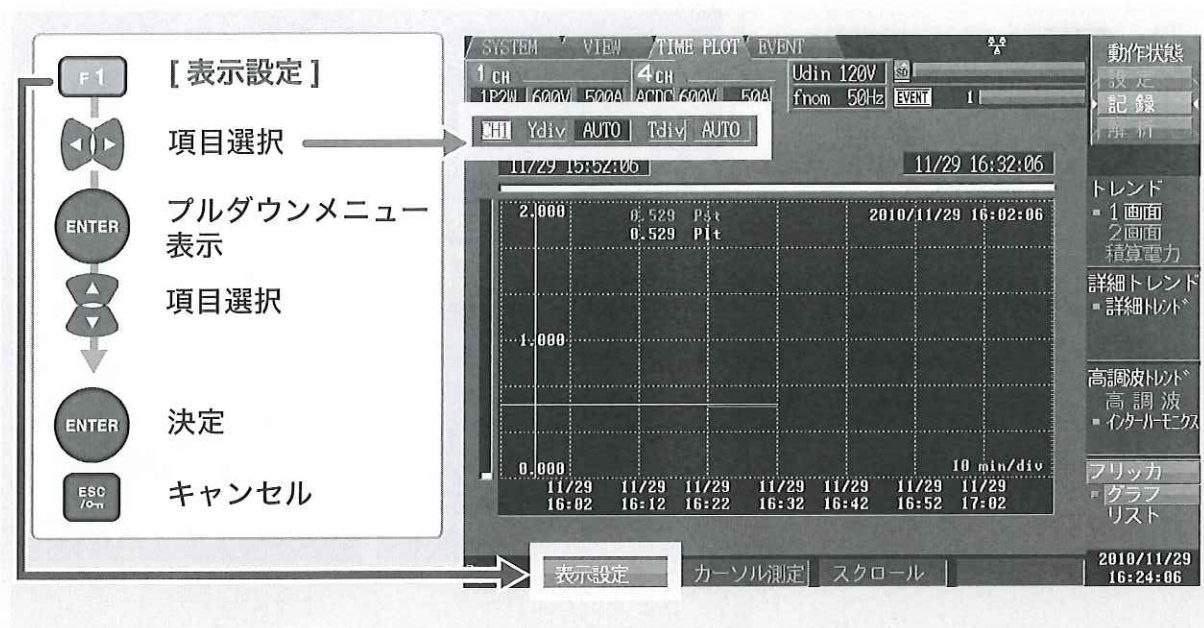 F1
[表示設定]
項目選択
ENTER
プルダウンメニュー
表示
項目選択
ENTER
決定
ESC
キャンセル
SYSTEM VIEW TIME PLOT EVENT
1 CH 4 CH Udin 120V SD
1P2W 600V 500A ACDC 600V 50A fnom 50Hz EVENT 1
CH1 Ydiv AUTO Tdiv AUTO
11/29 15:52:06 11/29 16:32:06
2.000 0.529 Pst 2010/11/29 16:02:06
0.529 Plt
1.000
0.000 10 min/div
11/29 11/29 11/29 11/29 11/29 11/29 11/29
16:02 16:12 16:22 16:32 16:42 16:52 17:02
表示設定 カーソル測定 スクロール
動作状態
設定
記録
解析
トレンド
1画面
2画面
積算電力
詳細トレンド
詳細トレンド
高調波トレンド
高調波
インターハーモニクス
フリッカ
グラフ
リスト
2010/11/29
16:24:06